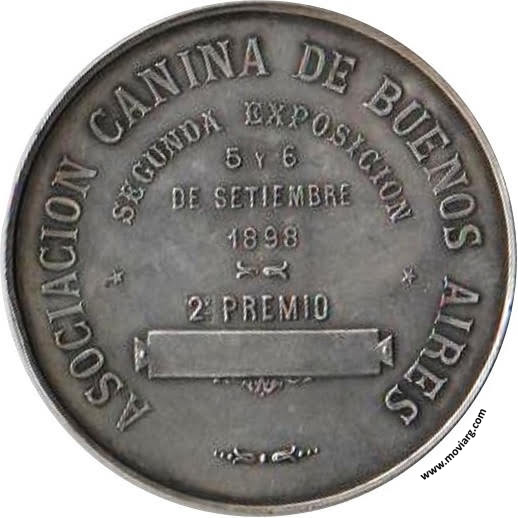 ASOCIACION CANINA DE BUENOS AIRES
SEGUNDA EXPOSICION
5 Y 6
DE SETIEMBRE
1898
2º PREMIO
www.moviarg.com